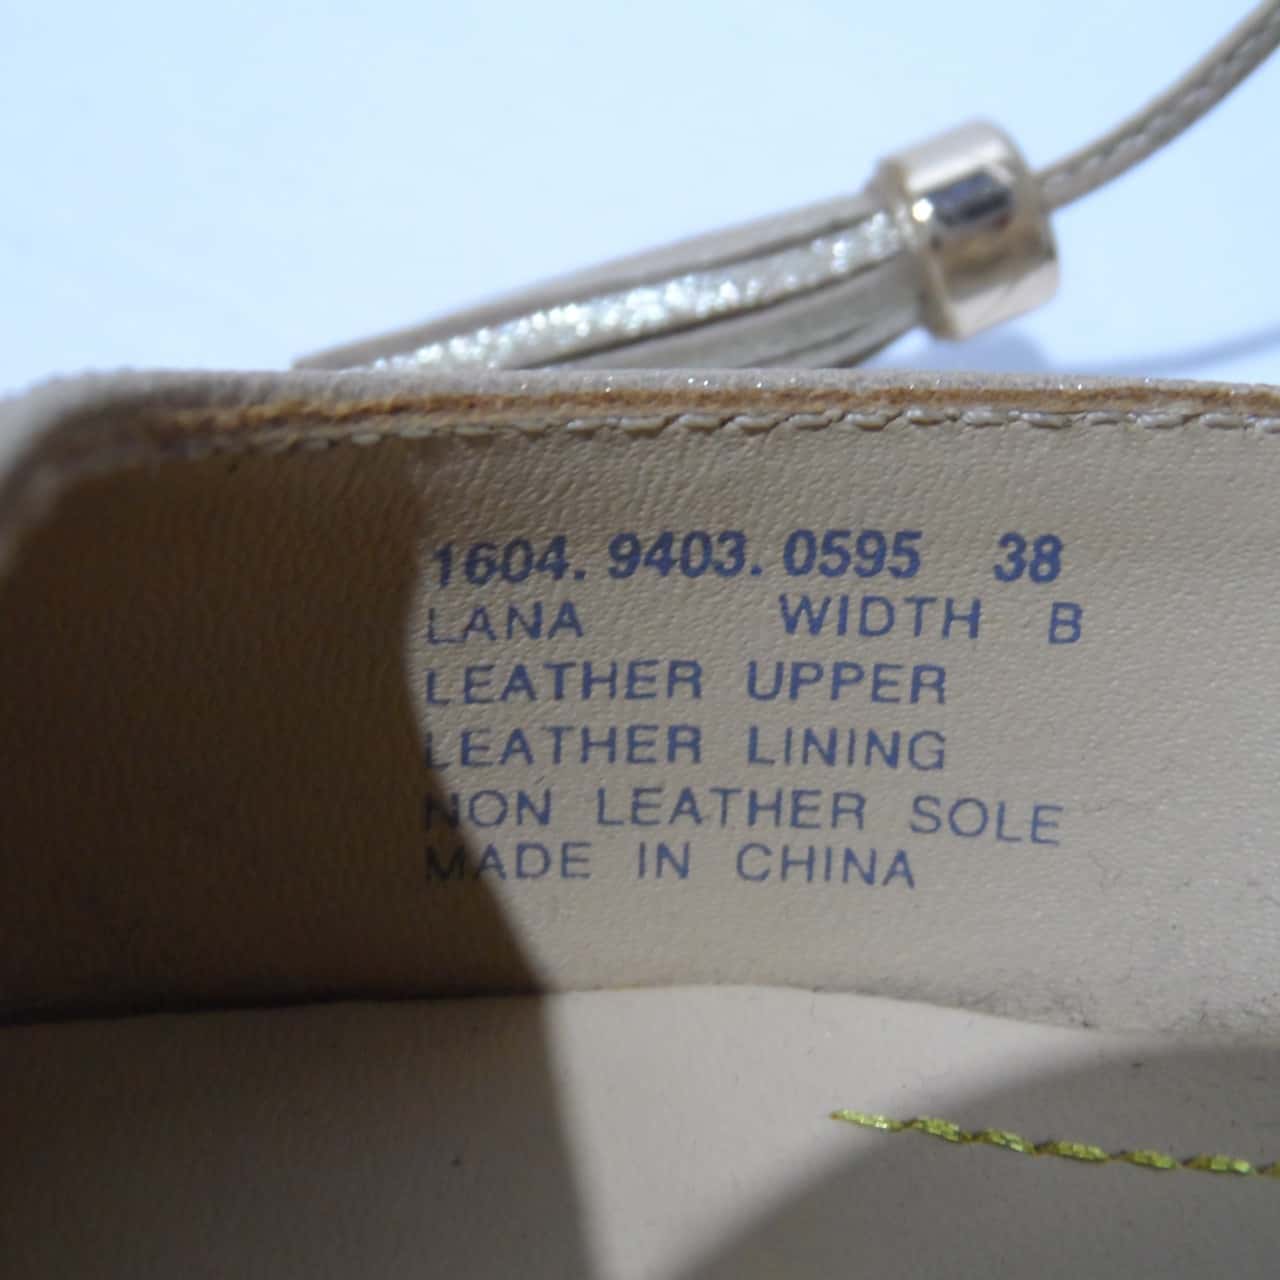 1604. 9403. 0595 38
LANA WIDTH B
LEATHER UPPER
LEATHER LINING
NON LEATHER SOLE
MADE IN CHINA